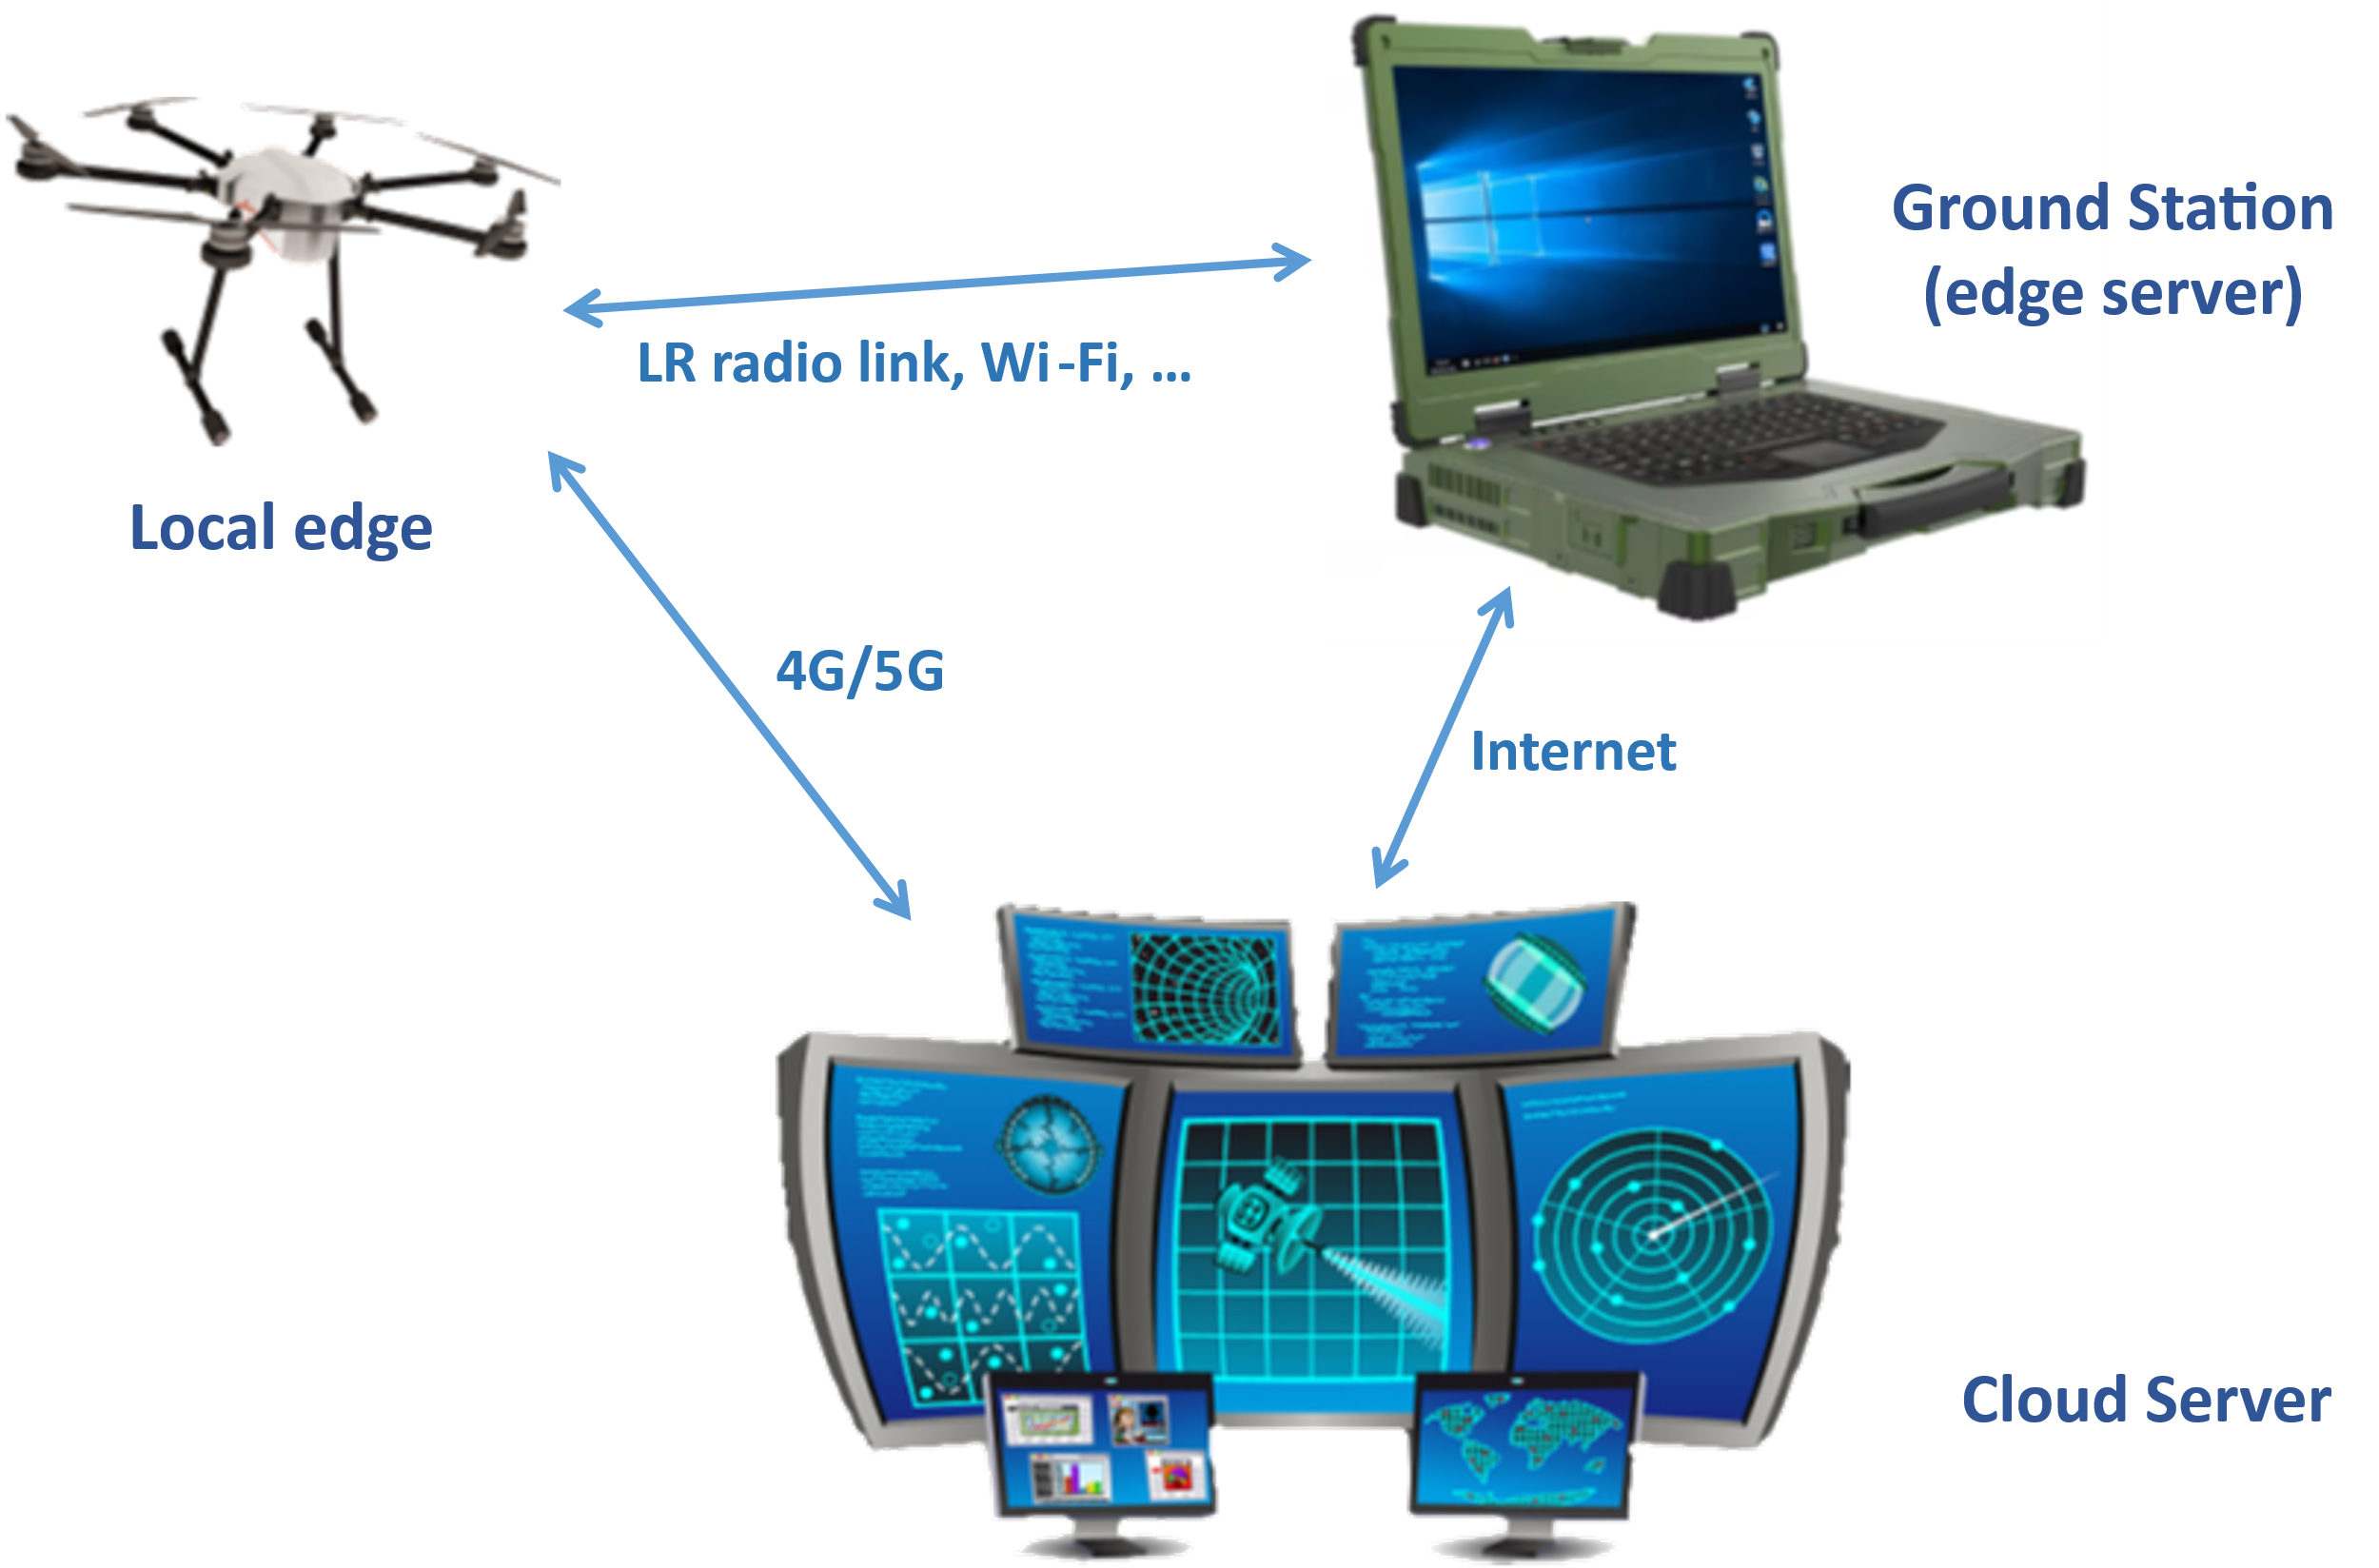 Ground Station
(edge server)
LR radio link, Wi-Fi, ...
Local edge
4G/5G
Internet
Cloud Server